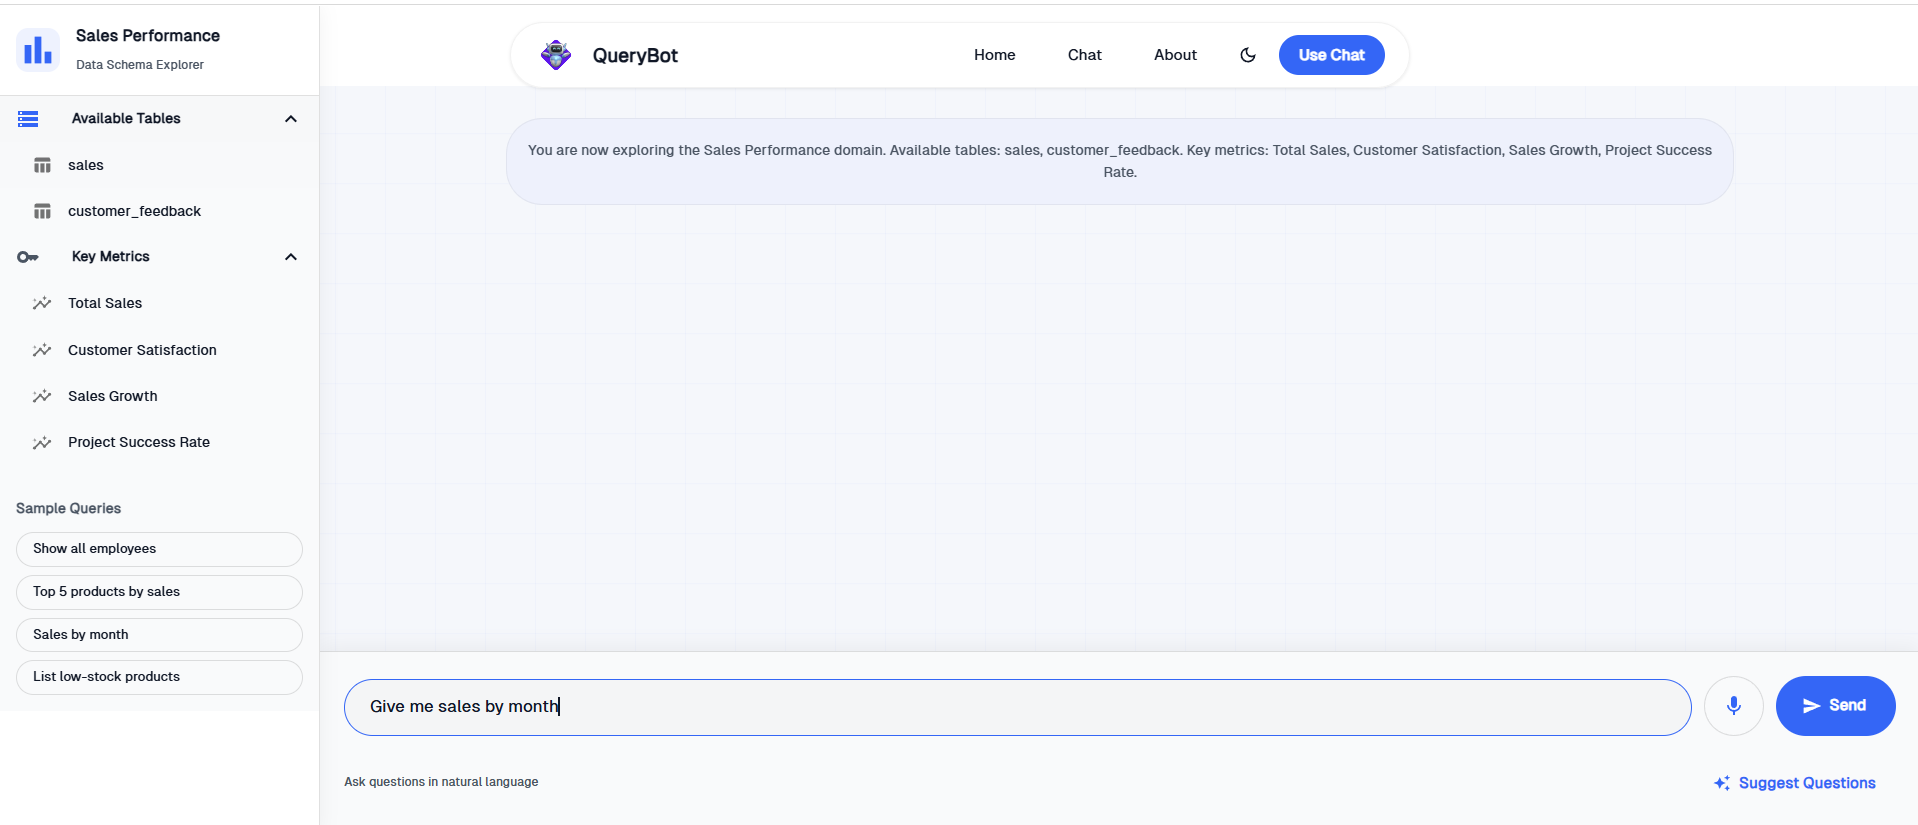 Sales Performance
Data Schema Explorer
Available Tables
sales
customer_feedback
Key Metrics
Total Sales
Customer Satisfaction
Sales Growth
Project Success Rate
Sample Queries
Show all employees
Top 5 products by sales
Sales by month
List low-stock products
QueryBot
Home
Chat
About
Use Chat
You are now exploring the Sales Performance domain. Available tables: sales, customer_feedback. Key metrics: Total Sales, Customer Satisfaction, Sales Growth, Project Success
Rate.
Give me sales by month
Send
Ask questions in natural language
Suggest Questions